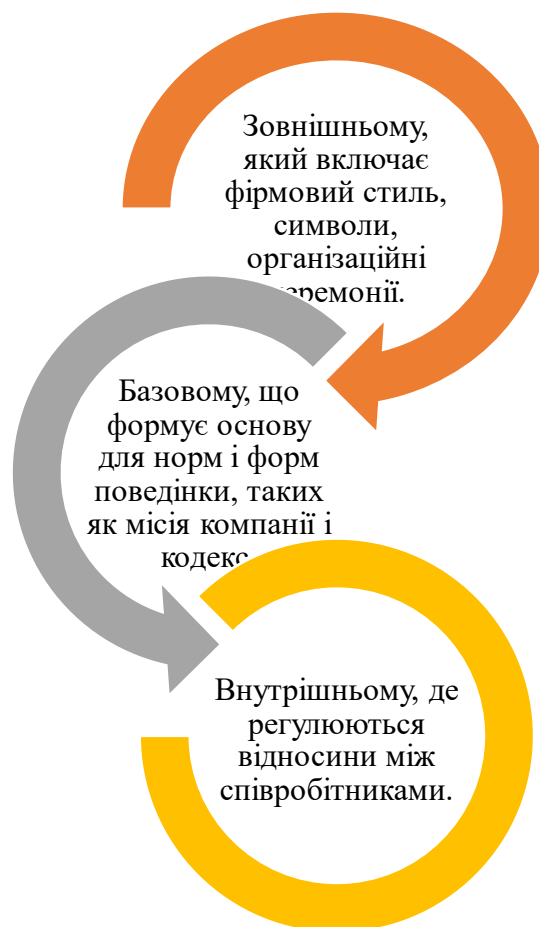 Зовнішньому,
який включає
фірмовий стиль,
символи,
організаційні
церемонії.
Базовому, що
формує основу
для норм і форм
поведінки, таких
як місія компанії і
кодекс
Внутрішньому, де
регулюються
відносини між
співробітниками.